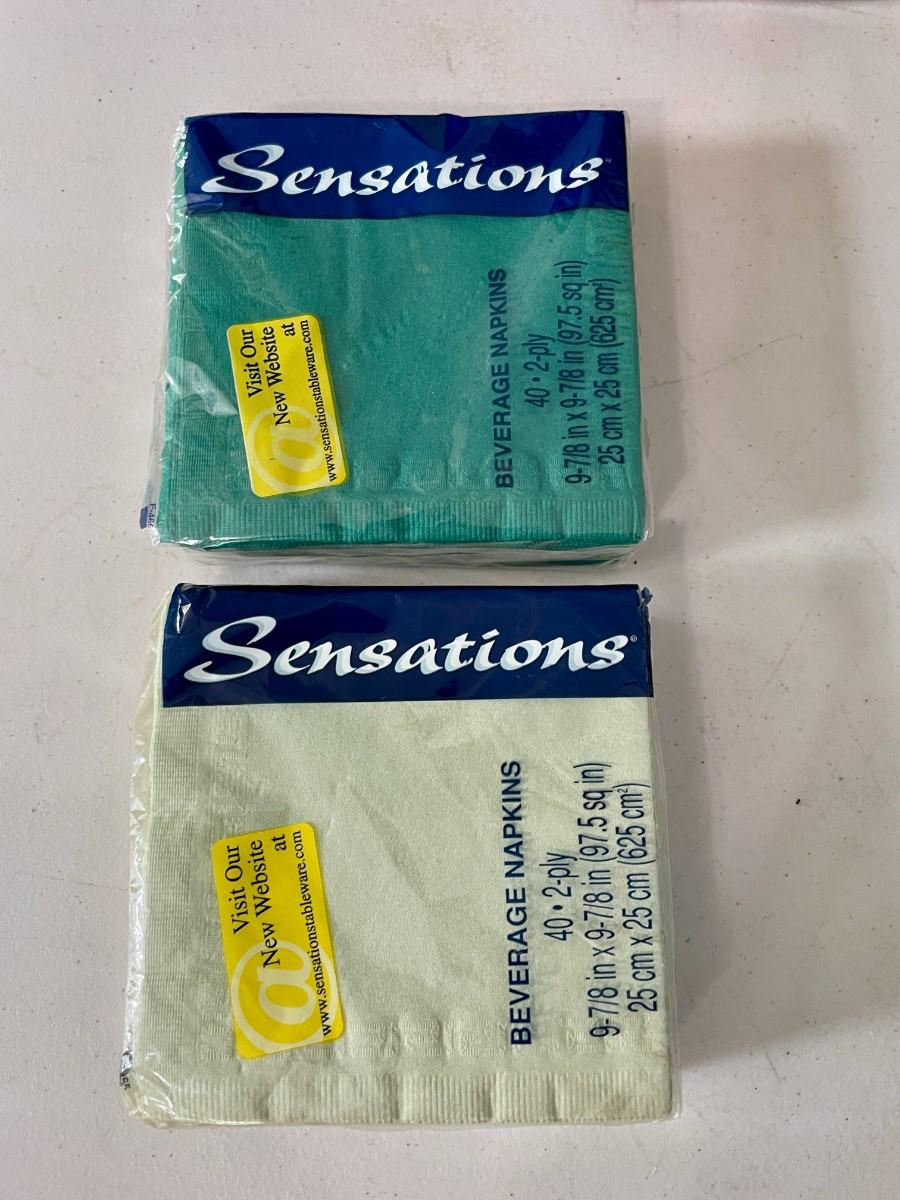 Sensations
Visit Our
New Website
at
www.sensationstableware.com
@
BEVERAGE NAPKINS
40 • 2-ply
9-7/8 in x 9-7/8 in (97.5 sq in)
25 cm x 25 cm (625 cm²)
Sensations®
Visit Our
New Website
at
www.sensationstableware.com
@
BEVERAGE NAPKINS
40 • 2-ply
9-7/8 in x 9-7/8 in (97.5 sq in)
25 cm x 25 cm (625 cm²)